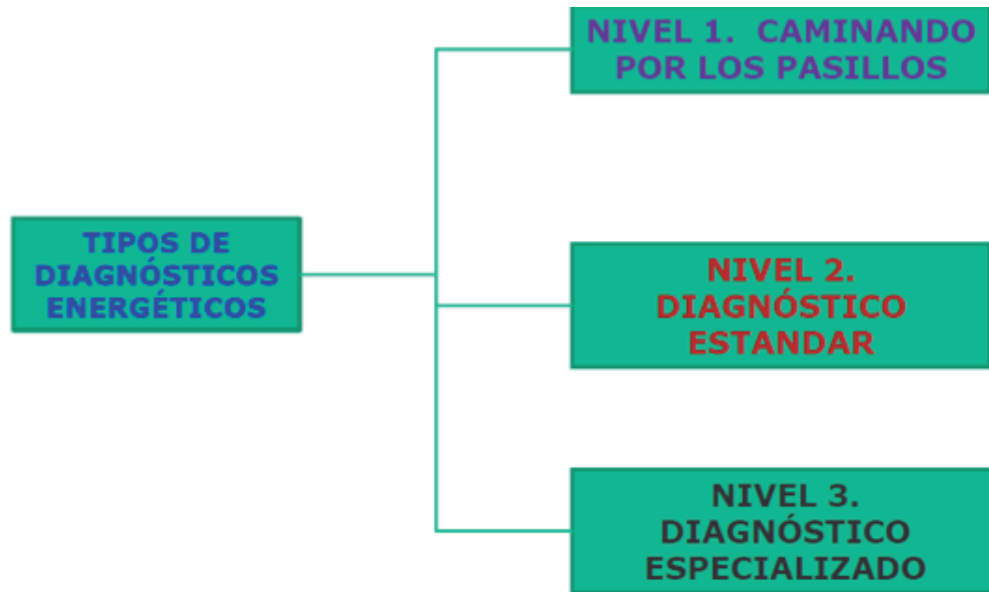 NIVEL 1. CAMINANDO
POR LOS PASILLOS
TIPOS DE
DIAGNÓSTICOS
ENERGÉTICOS
NIVEL 2.
DIAGNÓSTICO
ESTANDAR
NIVEL 3.
DIAGNÓSTICO
ESPECIALIZADO